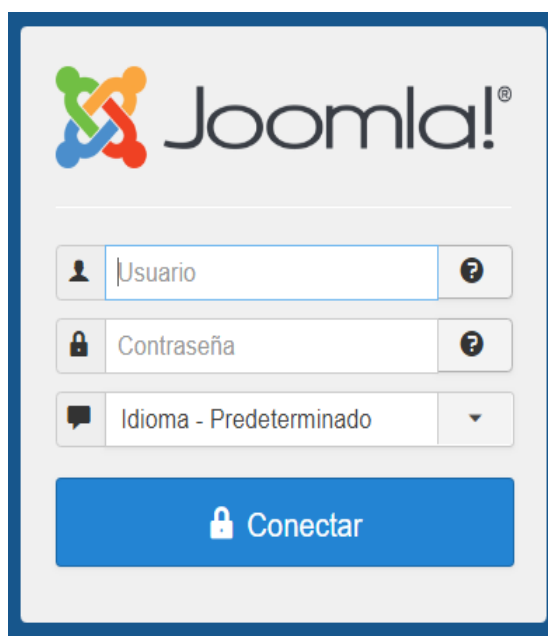 Joomla!®
Usuario
Contraseña
Idioma - Predeterminado
Conectar